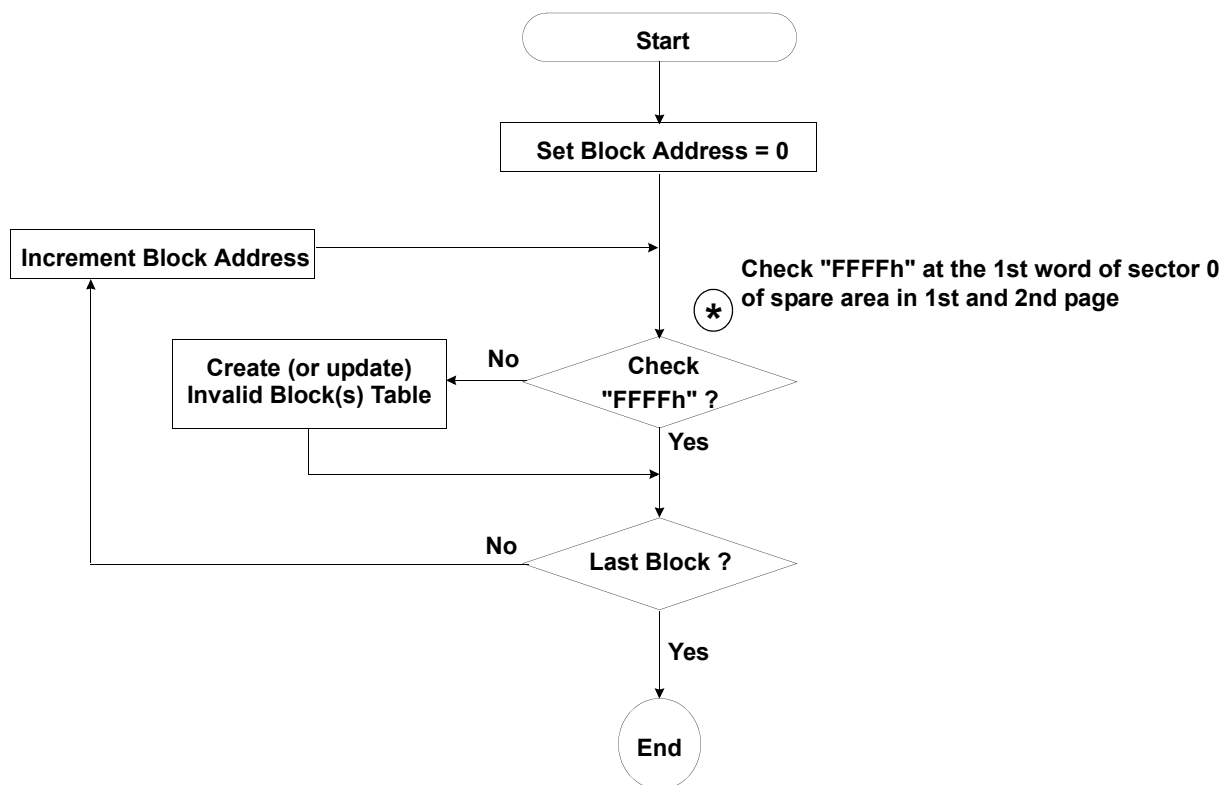 Start
Set Block Address = 0
Increment Block Address
Check "FFFFh" at the 1st word of sector 0
of spare area in 1st and 2nd page
*
No
Create (or update)
Invalid Block(s) Table
Check
"FFFFh" ?
Yes
No
Last Block ?
Yes
End